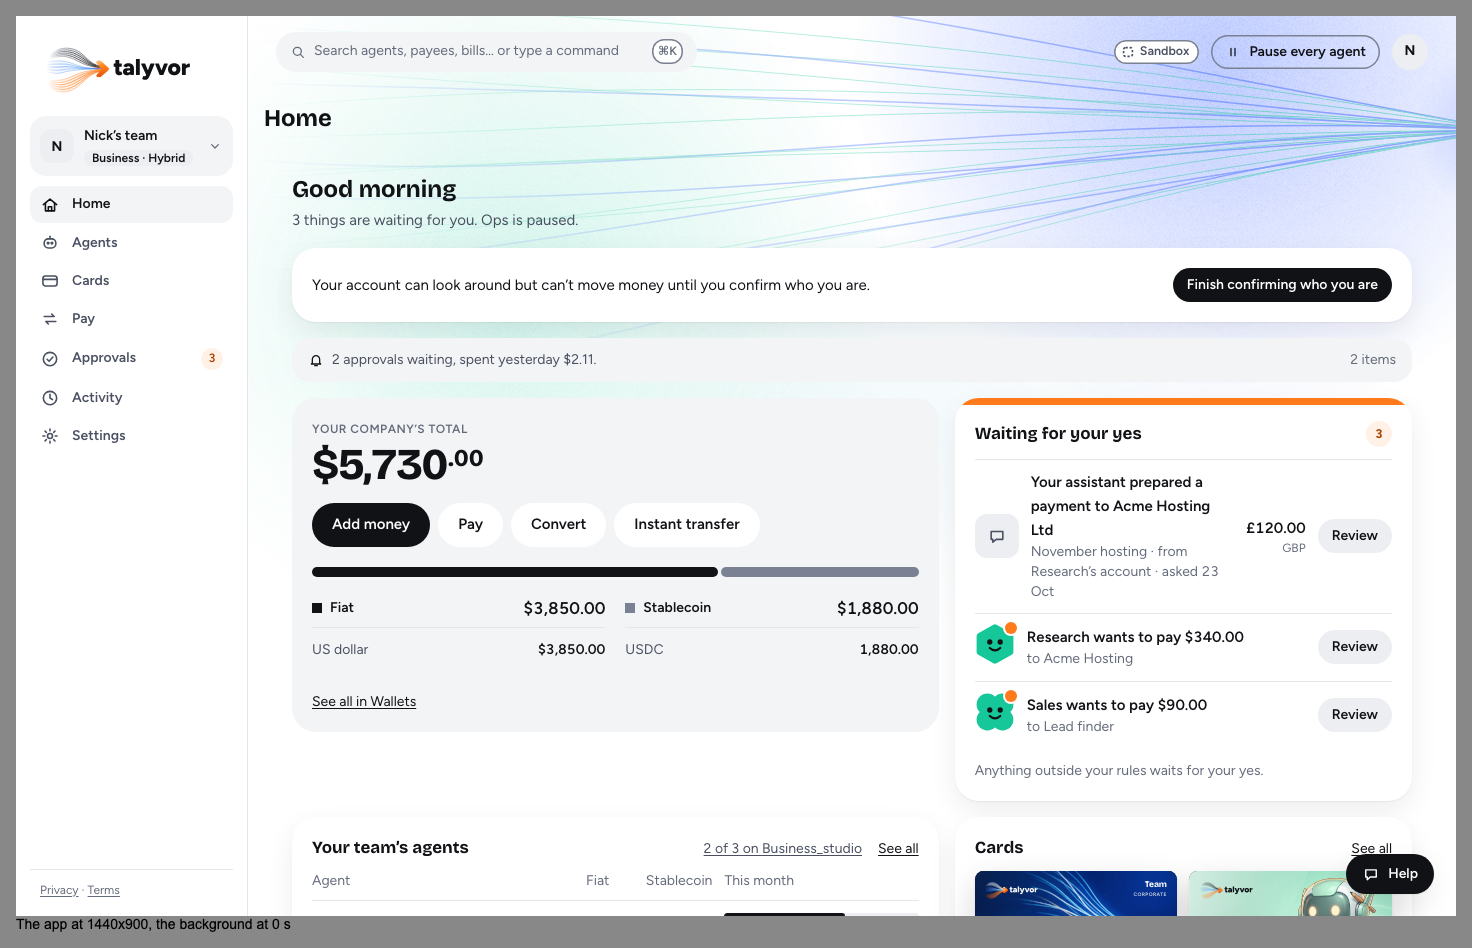 talyvor
Search agents, payees, bills... or type a command
⌘K
Sandbox
Pause every agent
N
N
Nick's team
Business · Hybrid
Home
Agents
Cards
Pay
Approvals
3
Activity
Settings
Privacy · Terms
Home
Good morning
3 things are waiting for you. Ops is paused.
Your account can look around but can't move money until you confirm who you are.
Finish confirming who you are
2 approvals waiting, spent yesterday $2.11.
2 items
YOUR COMPANY'S TOTAL
$5,730.00
Add money
Pay
Convert
Instant transfer
Fiat
$3,850.00
Stablecoin
$1,880.00
US dollar
$3,850.00
USDC
1,880.00
See all in Wallets
Waiting for your yes
3
Your assistant prepared a
payment to Acme Hosting
Ltd
November hosting · from
Research's account · asked 23
Oct
£120.00
GBP
Review
Research wants to pay $340.00
to Acme Hosting
Review
Sales wants to pay $90.00
to Lead finder
Review
Anything outside your rules waits for your yes.
Your team's agents
2 of 3 on Business_studio
See all
Agent
Fiat
Stablecoin
This month
Cards
See all
talyvor
Team
CORPORATE
talyvor
Help
The app at 1440x900, the background at 0 s